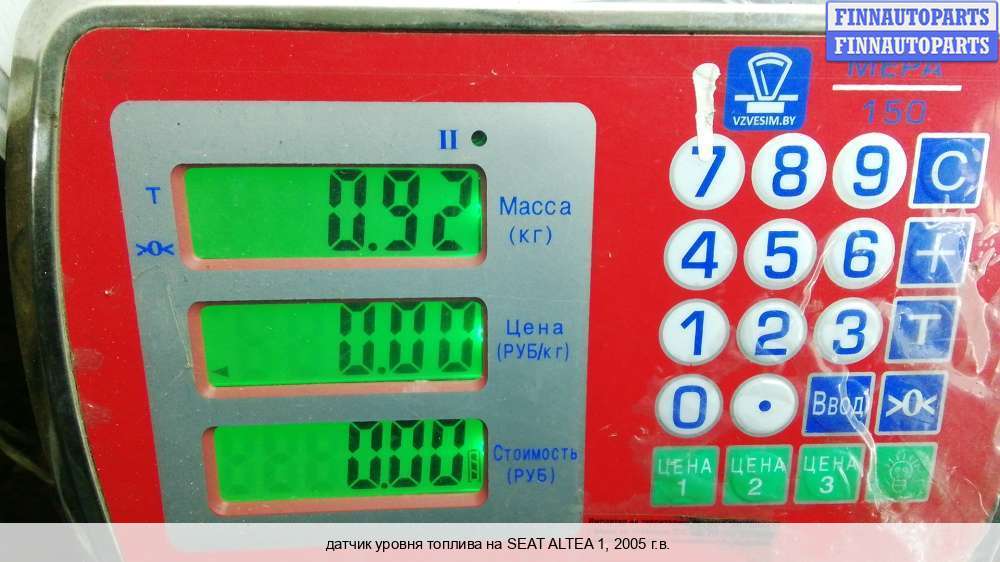 FINNAUTOPARTS
FINNAUTOPARTS
МЕРА
150
VZVESIM.BY
II
T
>0<
0.92
Масса
(кг)
0.00
Цена
(РУБ/кг)
0.00
Стоимость
(РУБ)
7 8 9 C
4 5 6 +
1 2 3 T
0 . Ввод >0<
ЦЕНА 1 ЦЕНА 2 ЦЕНА 3
датчик уровня топлива на SEAT ALTEA 1, 2005 г.в.